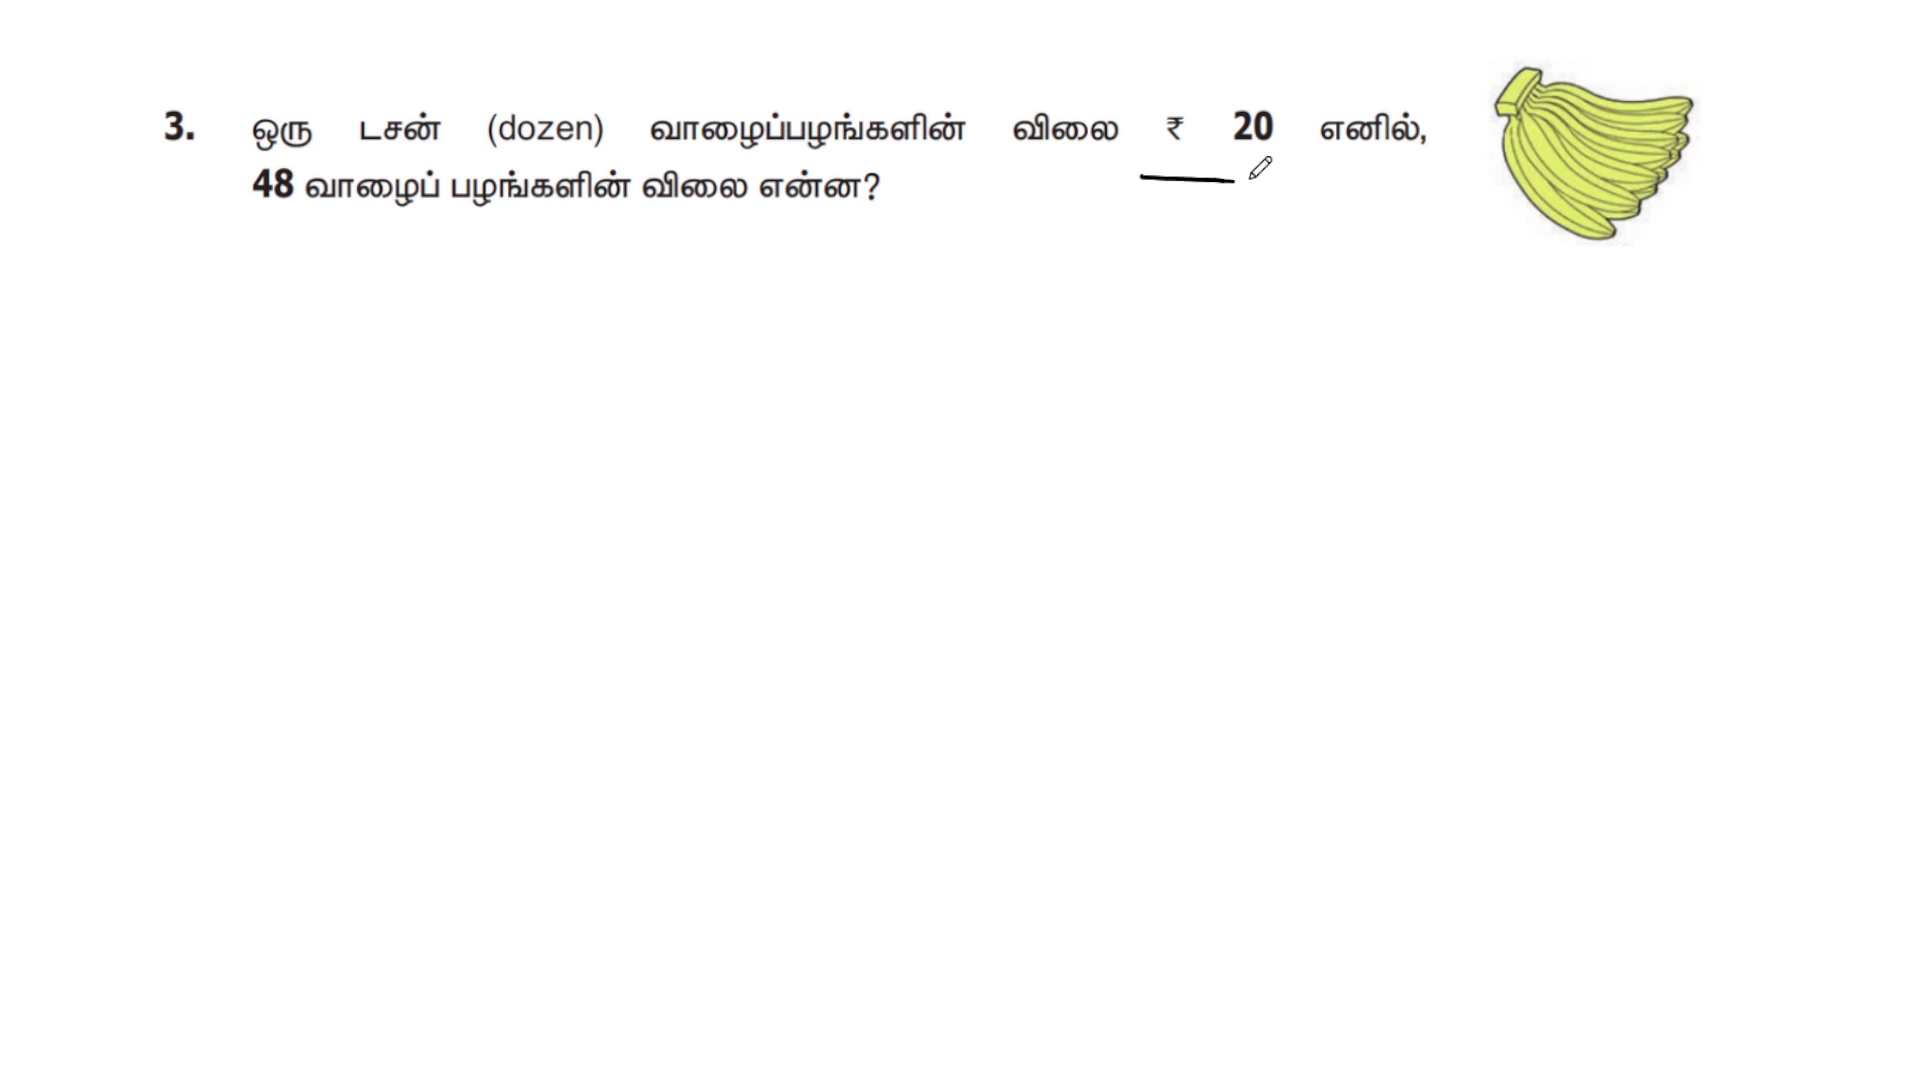 3. ஒரு டசன் (dozen) வாழைப்பழங்களின் விலை ₹ 20 எனில்,
48 வாழைப் பழங்களின் விலை என்ன?